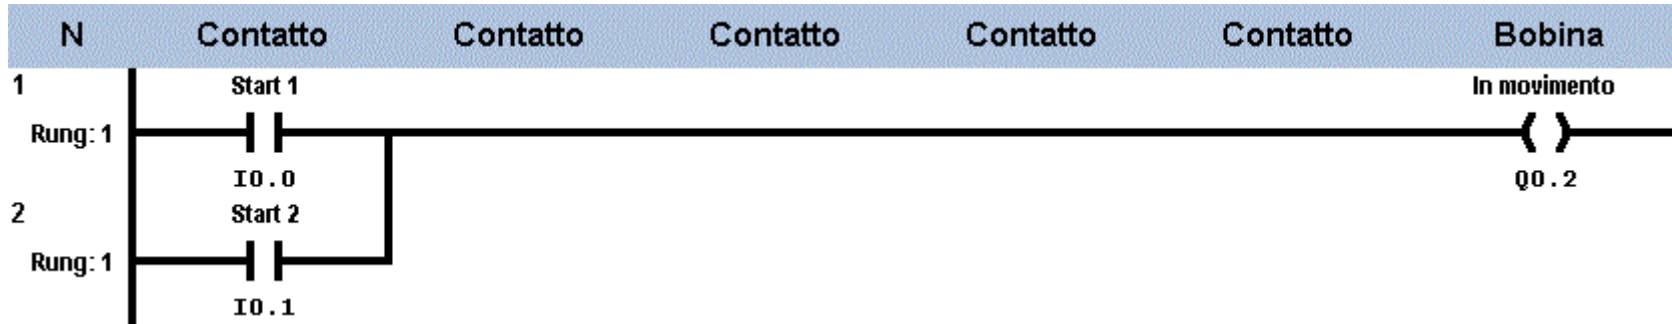 N Contatto Contatto Contatto Contatto Contatto Bobina
1 Start 1 In movimento
Rung: 1
I0.0 Q0.2
2 Start 2
Rung: 1
I0.1